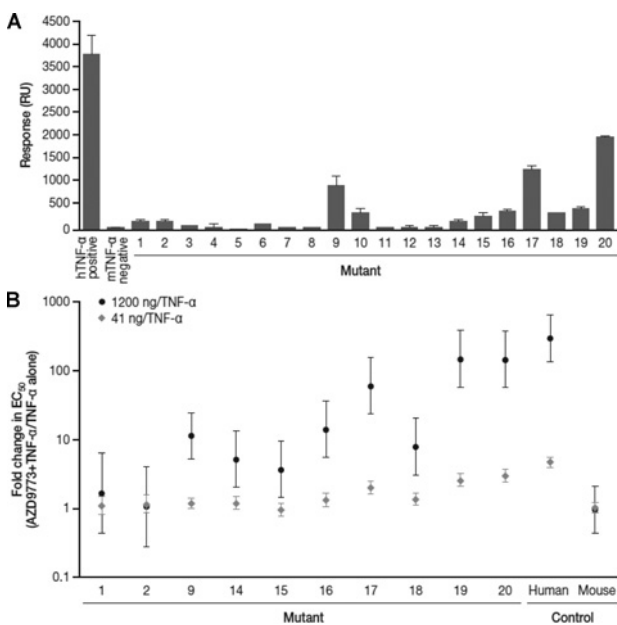 A
Response (RU)
4500
4000
3500
3000
2500
2000
1500
1000
500
0
hTNF-α positive
mTNF-α negative
1 2 3 4 5 6 7 8 9 10 11 12 13 14 15 16 17 18 19 20
Mutant
B
● 1200 ng/TNF-α
◆ 41 ng/TNF-α
Fold change in EC50
(AZD9773+TNF-α/TNF-α alone)
1000
100
10
1
0.1
1 2 9 14 15 16 17 18 19 20 Human Mouse
Mutant Control